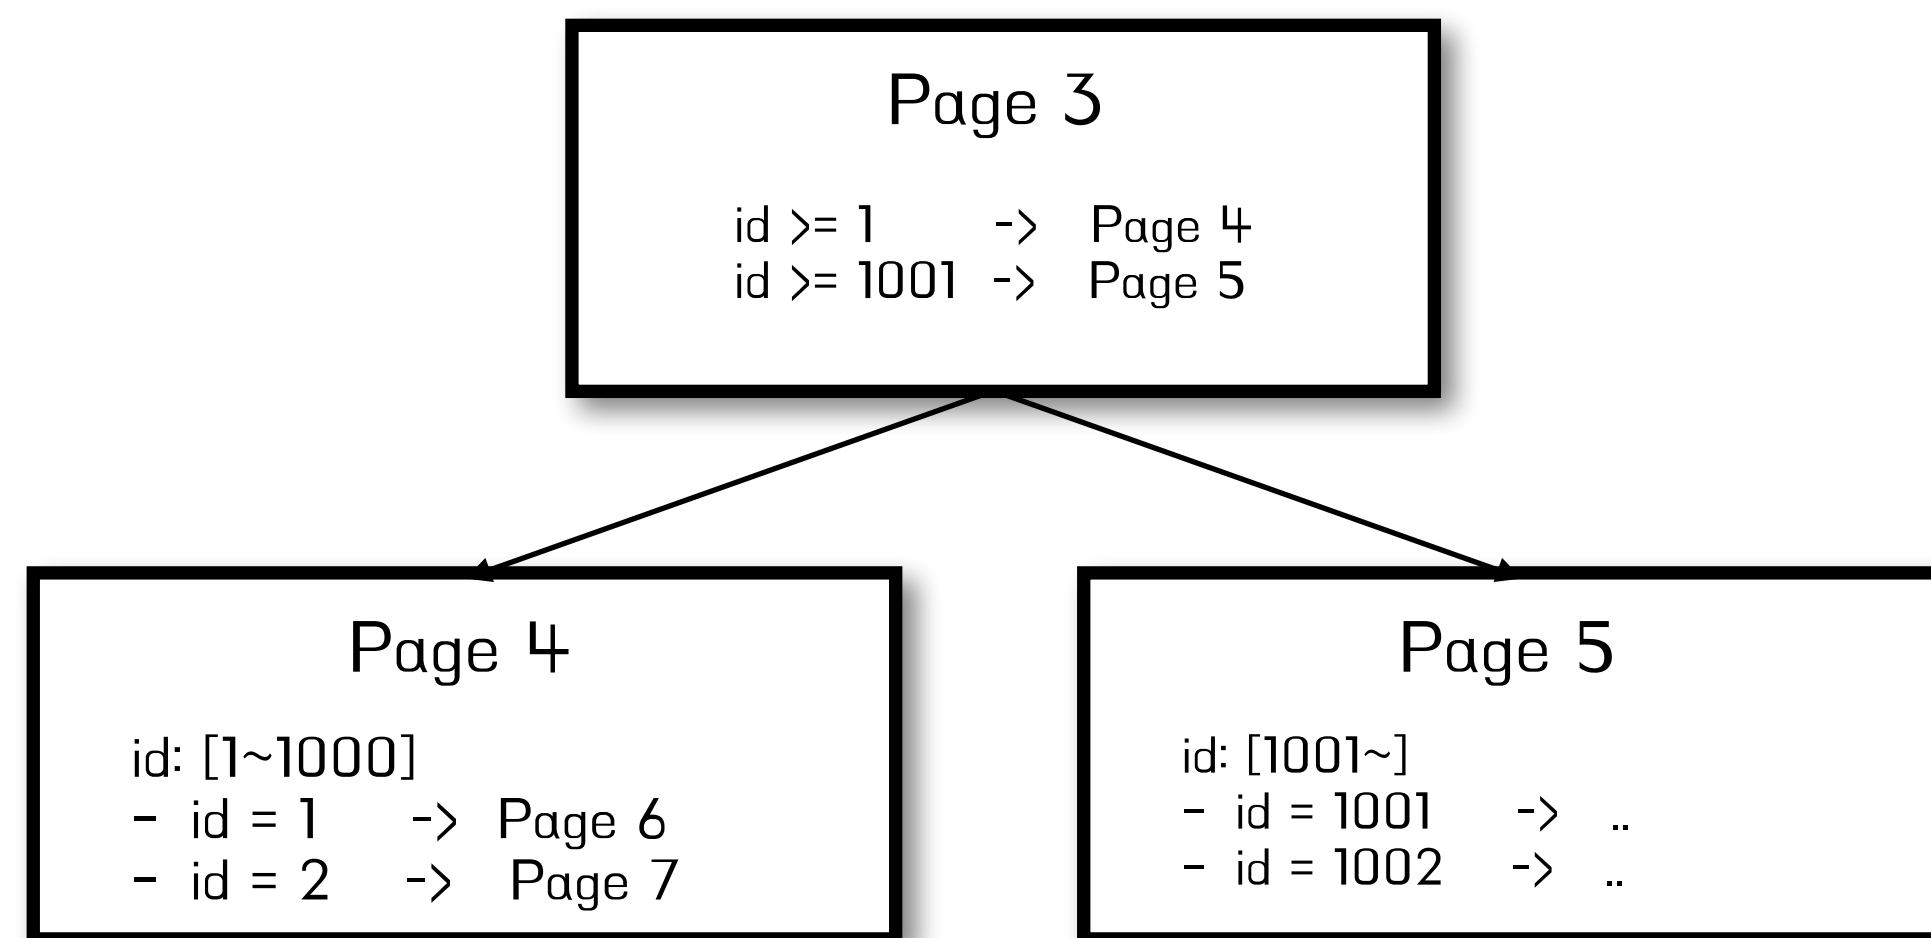 Page 3
id >= 1 -> Page 4
id >= 1001 -> Page 5
Page 4
id: [1~1000]
- id = 1 -> Page 6
- id = 2 -> Page 7
Page 5
id: [1001~]
- id = 1001 -> ..
- id = 1002 -> ..